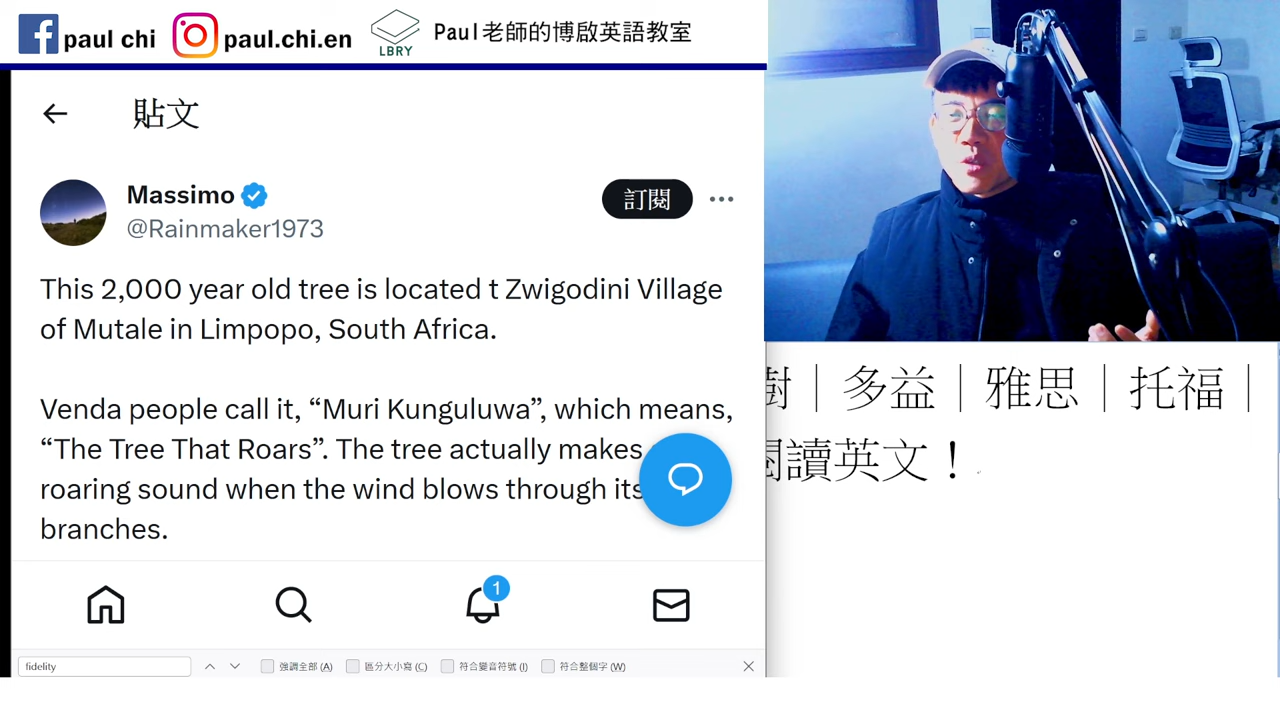 paul chi
paul.chi.en
LBRY
Paul老師的博啟英語教室
貼文
Massimo
@Rainmaker1973
訂閱
This 2,000 year old tree is located t Zwigodini Village
of Mutale in Limpopo, South Africa.
Venda people call it, “Muri Kunguluwa”, which means,
“The Tree That Roars”. The tree actually makes
roaring sound when the wind blows through its
branches.
1
fidelity
強調全部 (A)
區分大小寫 (C)
符合變音符號 (I)
符合整個字 (W)
樹｜多益｜雅思｜托福｜
閱讀英文！